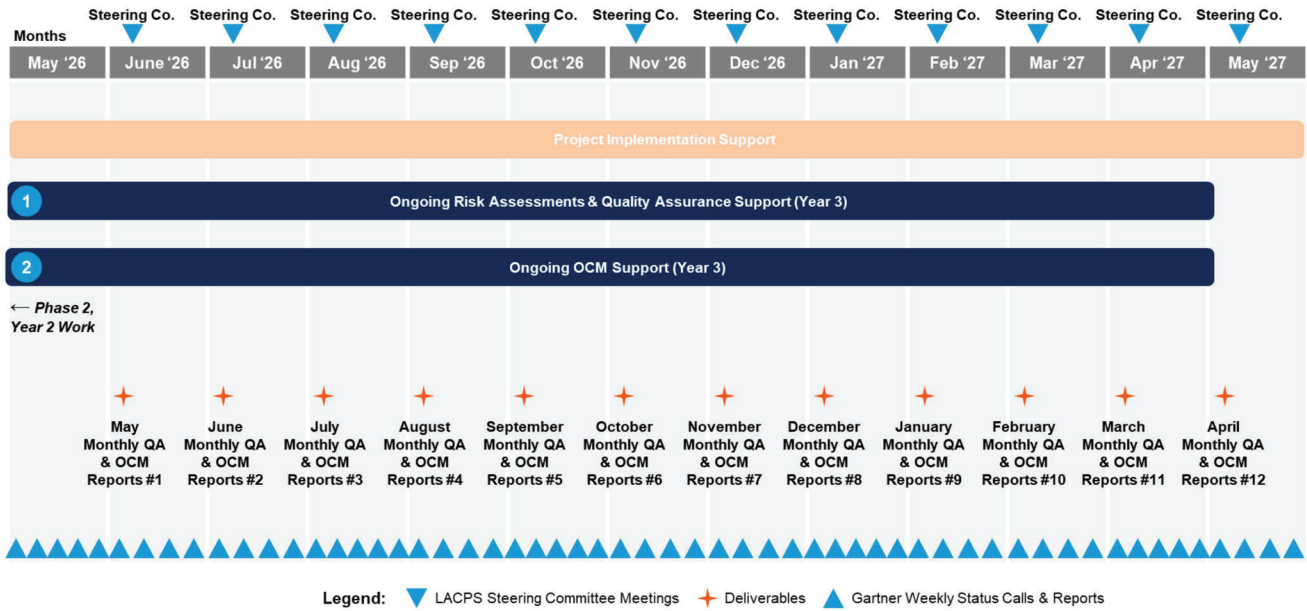 Steering Co. Steering Co. Steering Co. Steering Co. Steering Co. Steering Co. Steering Co. Steering Co. Steering Co. Steering Co. Steering Co. Steering Co.
Months
May ‘26 June ‘26 Jul ‘26 Aug ‘26 Sep ‘26 Oct ‘26 Nov ‘26 Dec ‘26 Jan ‘27 Feb ‘27 Mar ‘27 Apr ‘27 May ‘27
Project Implementation Support
1 Ongoing Risk Assessments & Quality Assurance Support (Year 3)
2 Ongoing OCM Support (Year 3)
← Phase 2,
Year 2 Work
May June July August September October November December January February March April
Monthly QA Monthly QA Monthly QA Monthly QA Monthly QA Monthly QA Monthly QA Monthly QA Monthly QA Monthly QA Monthly QA Monthly QA
& OCM & OCM & OCM & OCM & OCM & OCM & OCM & OCM & OCM & OCM & OCM & OCM
Reports #1 Reports #2 Reports #3 Reports #4 Reports #5 Reports #6 Reports #7 Reports #8 Reports #9 Reports #10 Reports #11 Reports #12
Legend: LACPS Steering Committee Meetings Deliverables Gartner Weekly Status Calls & Reports